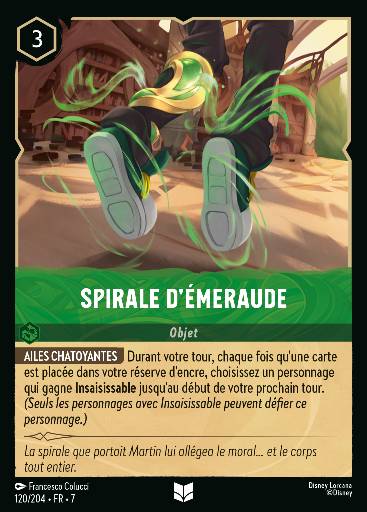 3
SPIRALE D'ÉMERAUDE
Objet
AILES CHATOYANTES Durant votre tour, chaque fois qu'une carte
est placée dans votre réserve d'encre, choisissez un personnage
qui gagne Insaisissable jusqu'au début de votre prochain tour.
(Seuls les personnages avec Insaisissable peuvent défier ce
personnage.)
La spirale que portait Martin lui allégea le moral... et le corps
tout entier.
Francesco Colucci
Disney Lorcana
120/204 • FR • 7
©Disney